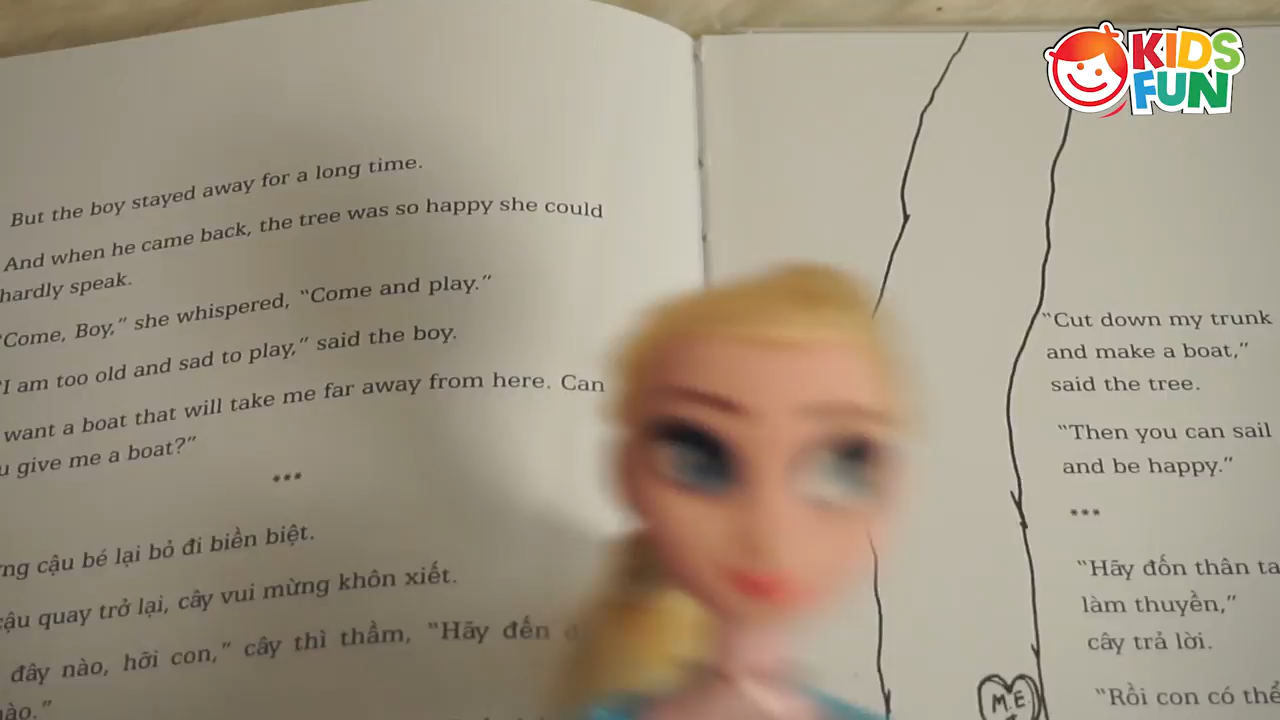 But the boy stayed away for a long time.
And when he came back, the tree was so happy she could
hardly speak.
“Come, Boy,” she whispered, “Come and play.”
“I am too old and sad to play,” said the boy.
want a boat that will take me far away from here. Can
give me a boat?”
***
cậu bé lại bỏ đi biền biệt.
quay trở lại, cây vui mừng khôn xiết.
đây nào, hỡi con,” cây thì thầm, “Hãy đến
“Cut down my trunk
and make a boat,”
said the tree.
“Then you can sail
and be happy.”
***
“Hãy đốn thân ta
làm thuyền,”
cây trả lời.
“Rồi con có thể
M.E
KIDS
FUN